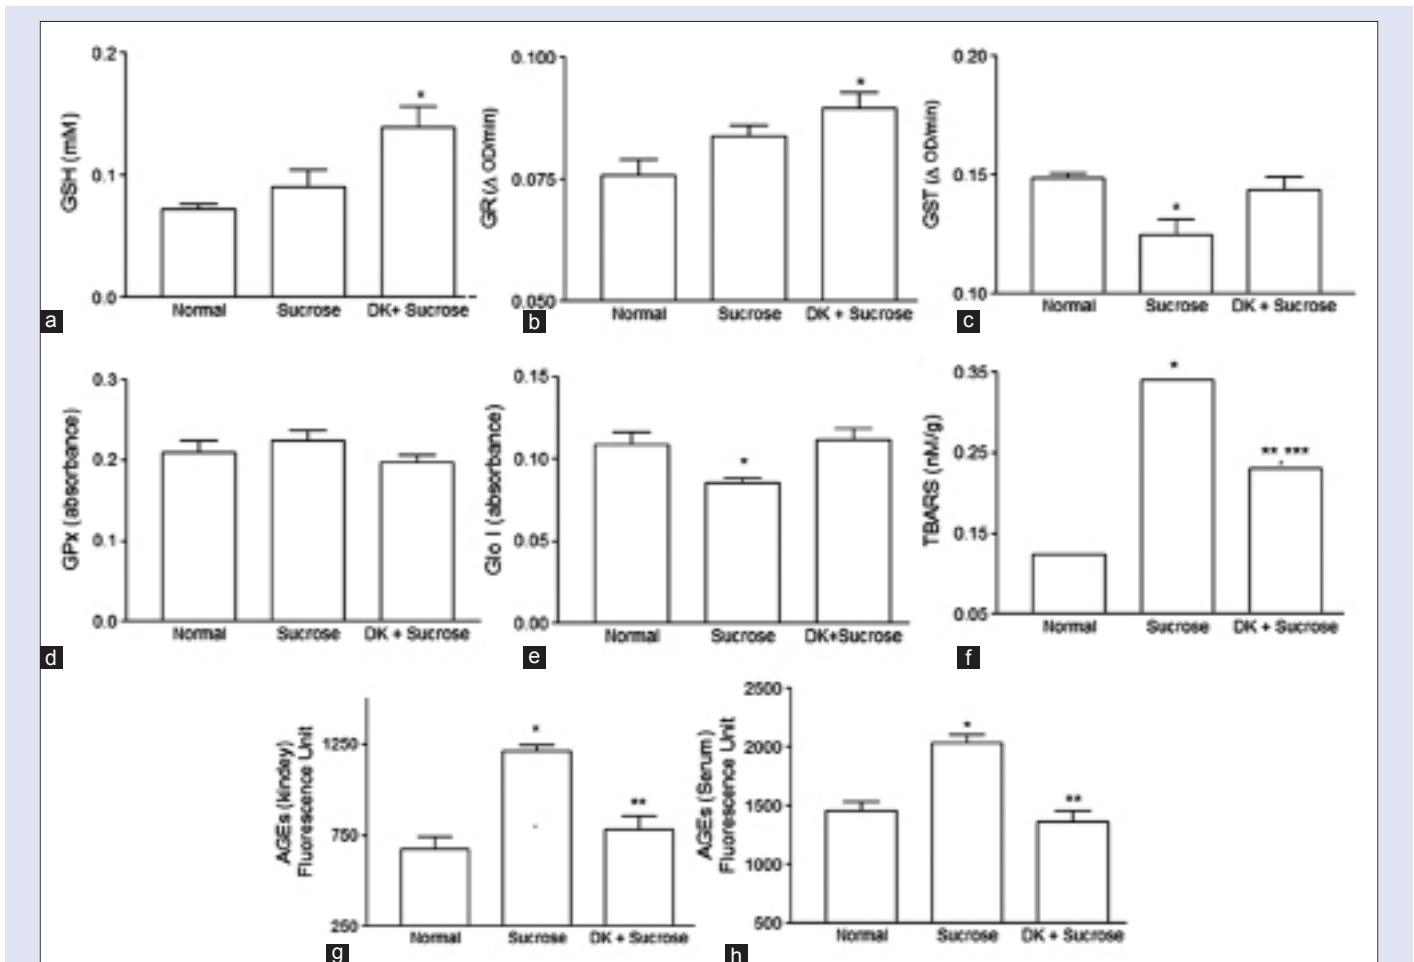 GSH (mM)
0.2
0.1
0.0
*
Normal Sucrose DK+ Sucrose
a
GR (Δ OD/min)
0.100
0.075
0.050
*
Normal Sucrose DK + Sucrose
b
GST (Δ OD/min)
0.20
0.15
0.10
*
Normal Sucrose DK + Sucrose
c
GPx (absorbance)
0.3
0.2
0.1
0.0
Normal Sucrose DK + Sucrose
d
Glo I (absorbance)
0.15
0.10
0.05
0.00
*
Normal Sucrose DK+Sucrose
e
TBARS (nM/g)
0.35
0.25
0.15
0.05
*
** ***
Normal Sucrose DK + Sucrose
f
AGEs (kindey)
Fluorescence Unit
1250
750
250
*
**
Normal Sucrose DK + Sucrose
g
AGEs (Serum)
Fluorescence Unit
2500
2000
1500
1000
500
*
**
Normal Sucrose DK + Sucrose
h